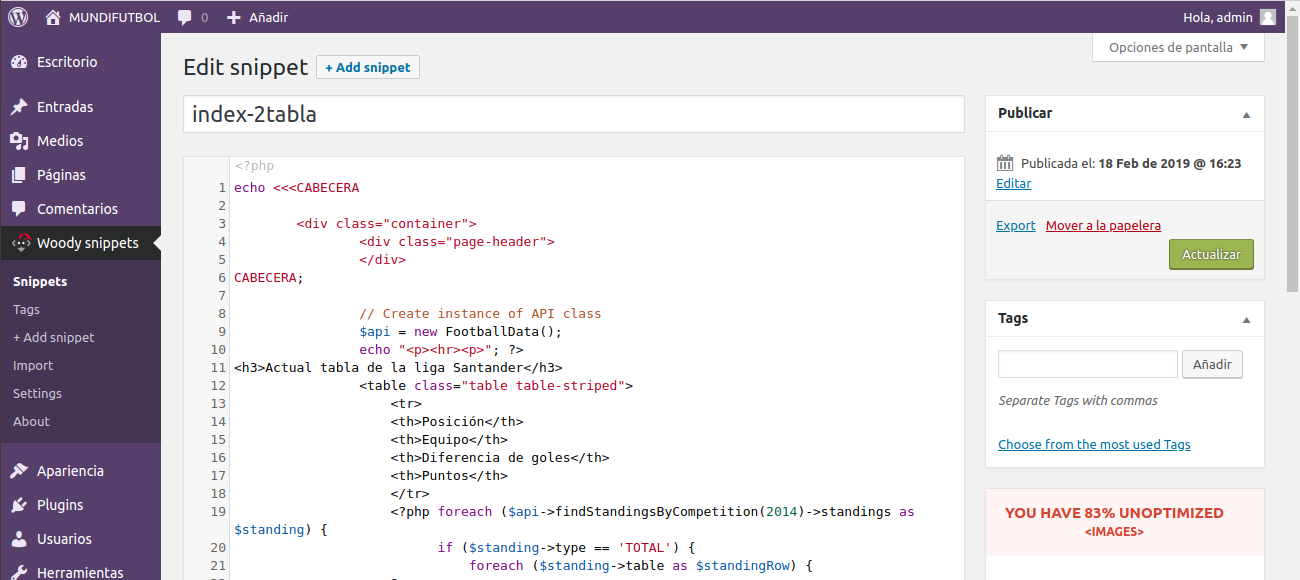 MUNDIFUTBOL 0 Añadir Hola, admin
Opciones de pantalla
Escritorio
Entradas
Medios
Páginas
Comentarios
Woody snippets
Snippets
Tags
+ Add snippet
Import
Settings
About
Apariencia
Plugins
Usuarios
Herramientas
Edit snippet + Add snippet
index-2tabla
<?php
1 echo <<<CABECERA
2
3 <div class="container">
4 <div class="page-header">
5 </div>
6 CABECERA;
7
8 // Create instance of API class
9 $api = new FootballData();
10 echo "<p><hr><p>"; ?>
11 <h3>Actual tabla de la liga Santander</h3>
12 <table class="table table-striped">
13 <tr>
14 <th>Posición</th>
15 <th>Equipo</th>
16 <th>Diferencia de goles</th>
17 <th>Puntos</th>
18 </tr>
19 <?php foreach ($api->findStandingsByCompetition(2014)->standings as
$standing) {
20 if ($standing->type == 'TOTAL') {
21 foreach ($standing->table as $standingRow) {
Publicar
Publicada el: 18 Feb de 2019 @ 16:23
Editar
Export Mover a la papelera
Actualizar
Tags
Añadir
Separate Tags with commas
Choose from the most used Tags
YOU HAVE 83% UNOPTIMIZED
<IMAGES>